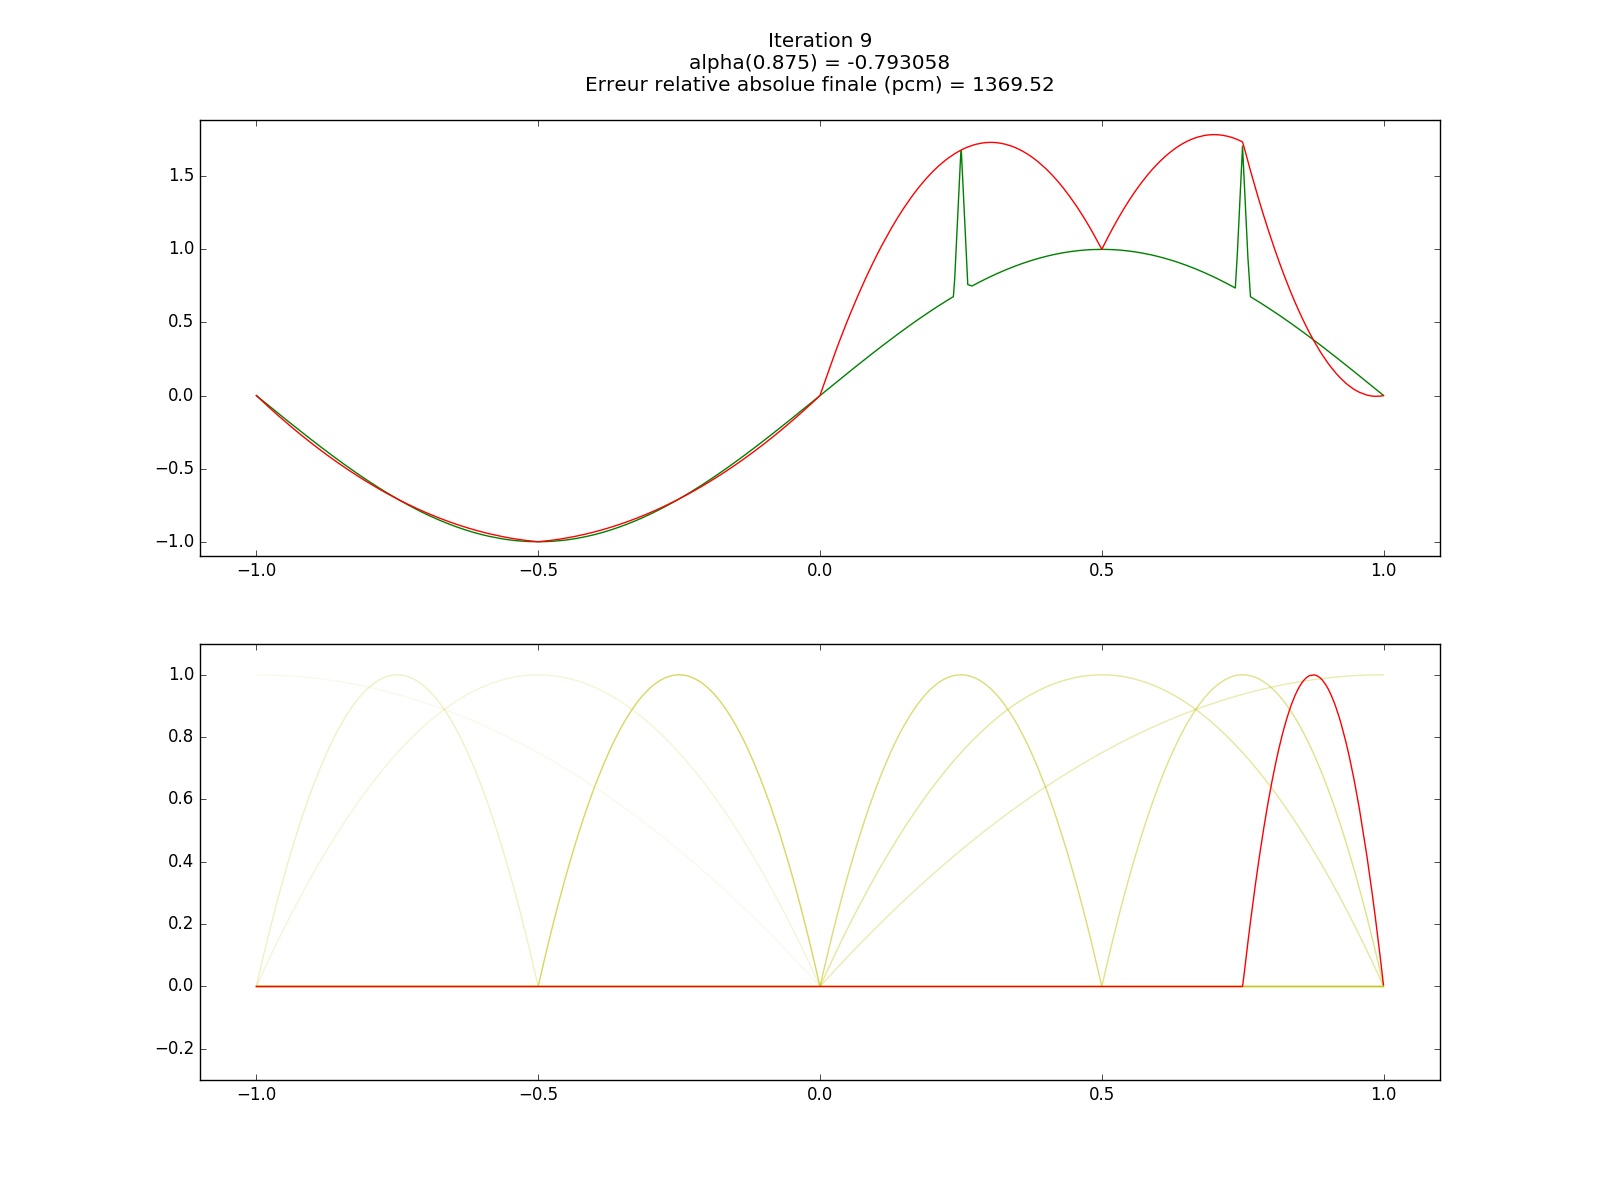 Iteration 9
alpha(0.875) = -0.793058
Erreur relative absolue finale (pcm) = 1369.52
1.5
1.0
0.5
0.0
−0.5
−1.0
−1.0 −0.5 0.0 0.5 1.0
1.0
0.8
0.6
0.4
0.2
0.0
−0.2
−1.0 −0.5 0.0 0.5 1.0